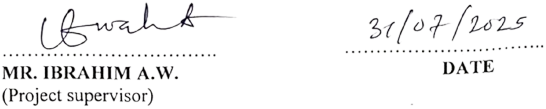 31/07/2025
MR. IBRAHIM A.W.
DATE
(Project supervisor)